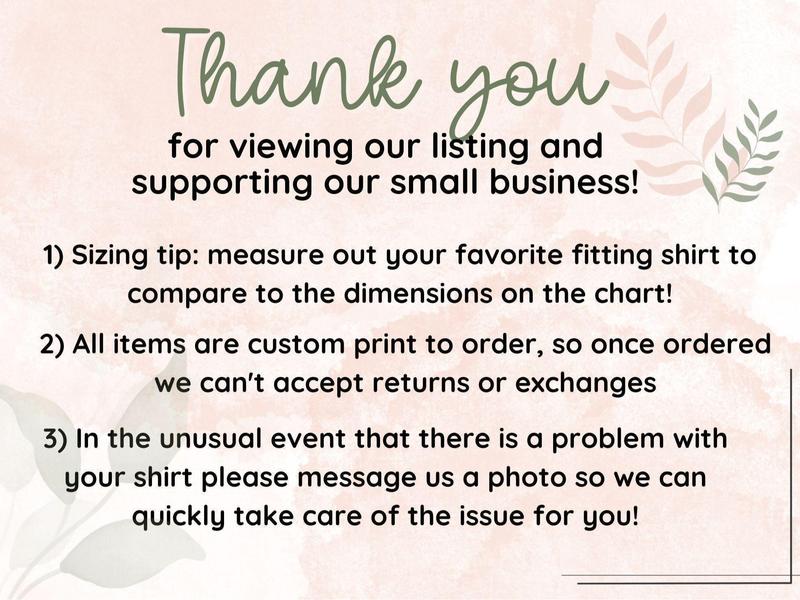 Thank you
for viewing our listing and
supporting our small business!
1) Sizing tip: measure out your favorite fitting shirt to
compare to the dimensions on the chart!
2) All items are custom print to order, so once ordered
we can't accept returns or exchanges
3) In the unusual event that there is a problem with
your shirt please message us a photo so we can
quickly take care of the issue for you!